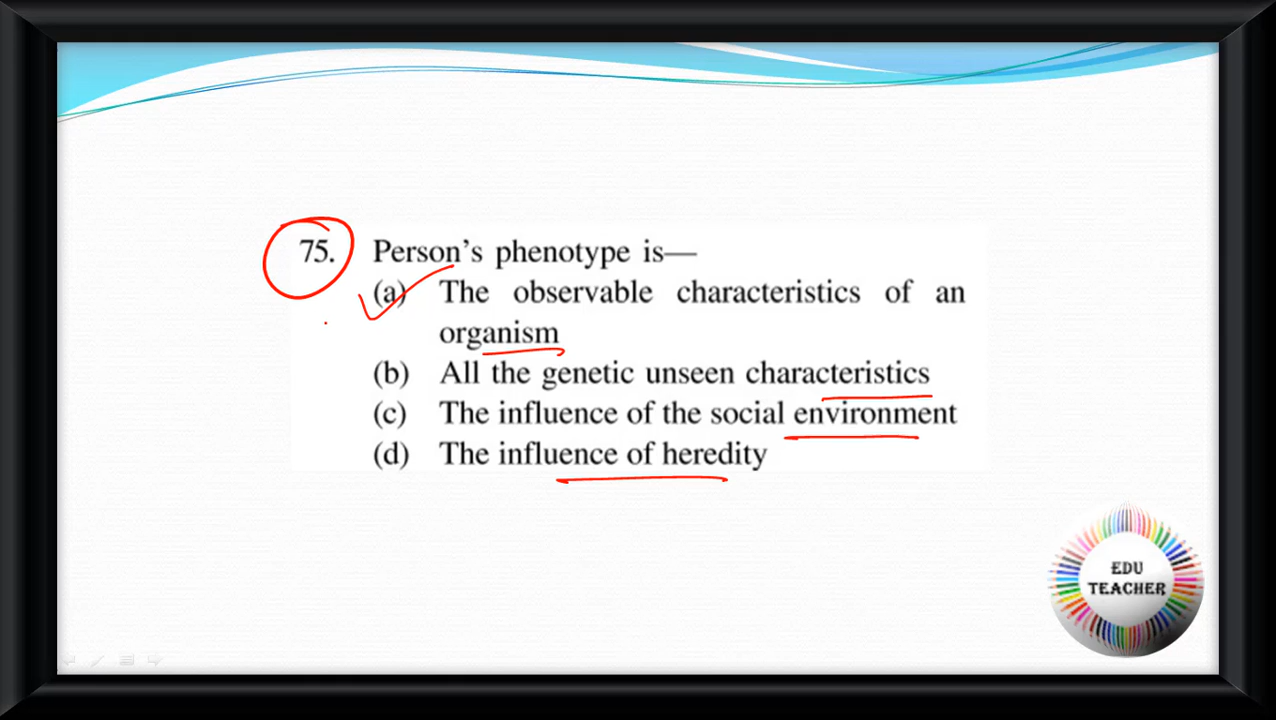 75. Person's phenotype is—
(a) The observable characteristics of an
organism
(b) All the genetic unseen characteristics
(c) The influence of the social environment
(d) The influence of heredity
EDU
TEACHER